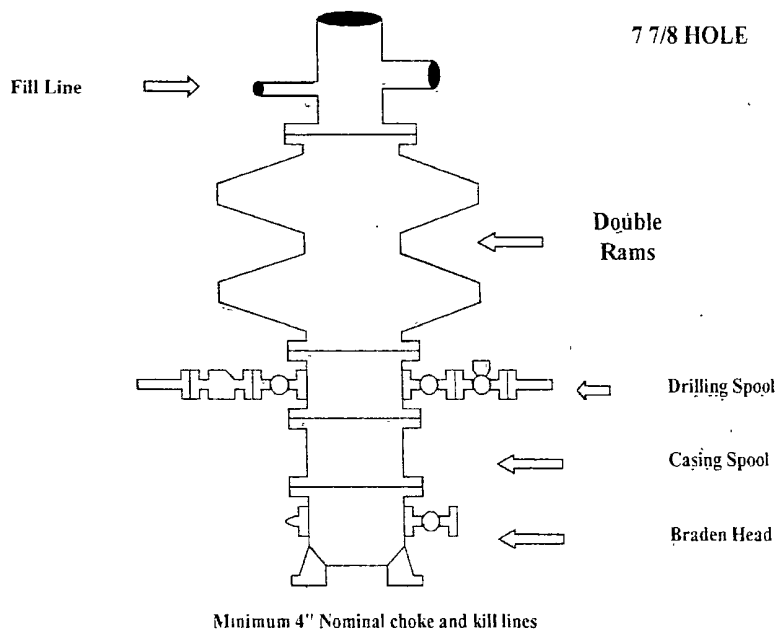 7 7/8 HOLE
Fill Line
Double
Rams
Drilling Spool
Casing Spool
Braden Head
Minimum 4" Nominal choke and kill lines